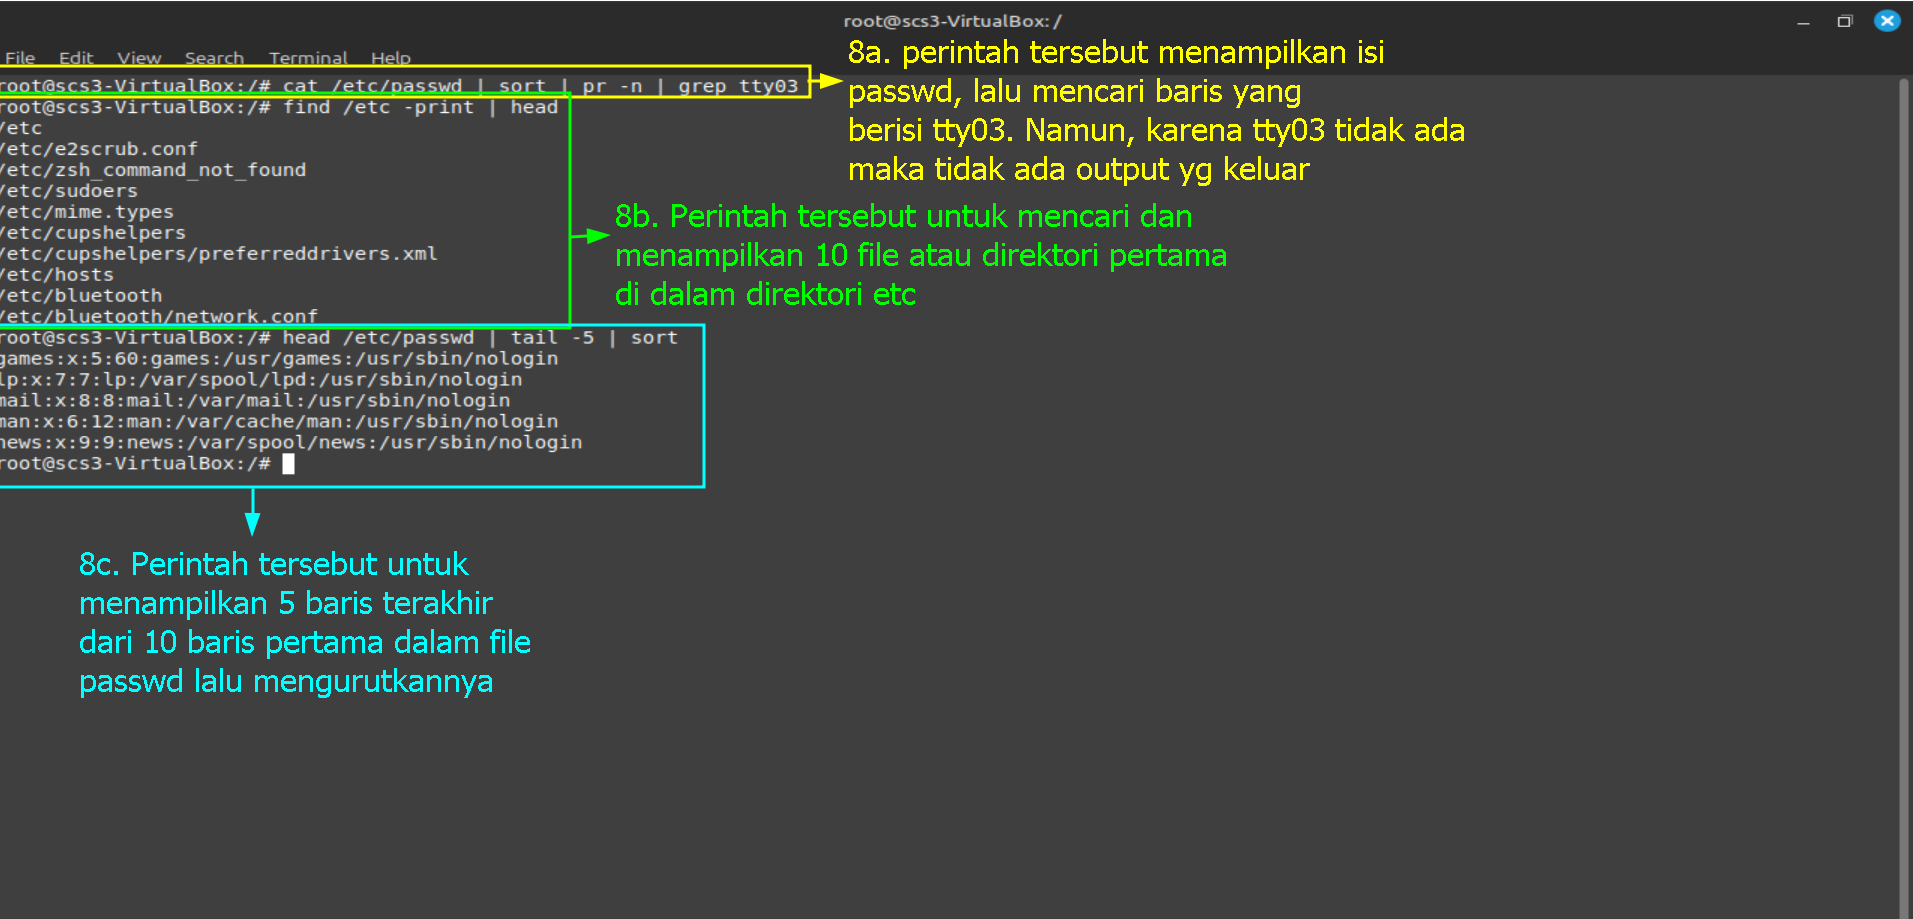 root@scs3-VirtualBox: /
File Edit View Search Terminal Help
root@scs3-VirtualBox:/# cat /etc/passwd | sort | pr -n | grep tty03
root@scs3-VirtualBox:/# find /etc -print | head
/etc
/etc/e2scrub.conf
/etc/zsh_command_not_found
/etc/sudoers
/etc/mime.types
/etc/cupshelpers
/etc/cupshelpers/preferreddrivers.xml
/etc/hosts
/etc/bluetooth
/etc/bluetooth/network.conf
root@scs3-VirtualBox:/# head /etc/passwd | tail -5 | sort
games:x:5:60:games:/usr/games:/usr/sbin/nologin
lp:x:7:7:lp:/var/spool/lpd:/usr/sbin/nologin
mail:x:8:8:mail:/var/mail:/usr/sbin/nologin
man:x:6:12:man:/var/cache/man:/usr/sbin/nologin
news:x:9:9:news:/var/spool/news:/usr/sbin/nologin
root@scs3-VirtualBox:/#
8a. perintah tersebut menampilkan isi
passwd, lalu mencari baris yang
berisi tty03. Namun, karena tty03 tidak ada
maka tidak ada output yg keluar
8b. Perintah tersebut untuk mencari dan
menampilkan 10 file atau direktori pertama
di dalam direktori etc
8c. Perintah tersebut untuk
menampilkan 5 baris terakhir
dari 10 baris pertama dalam file
passwd lalu mengurutkannya